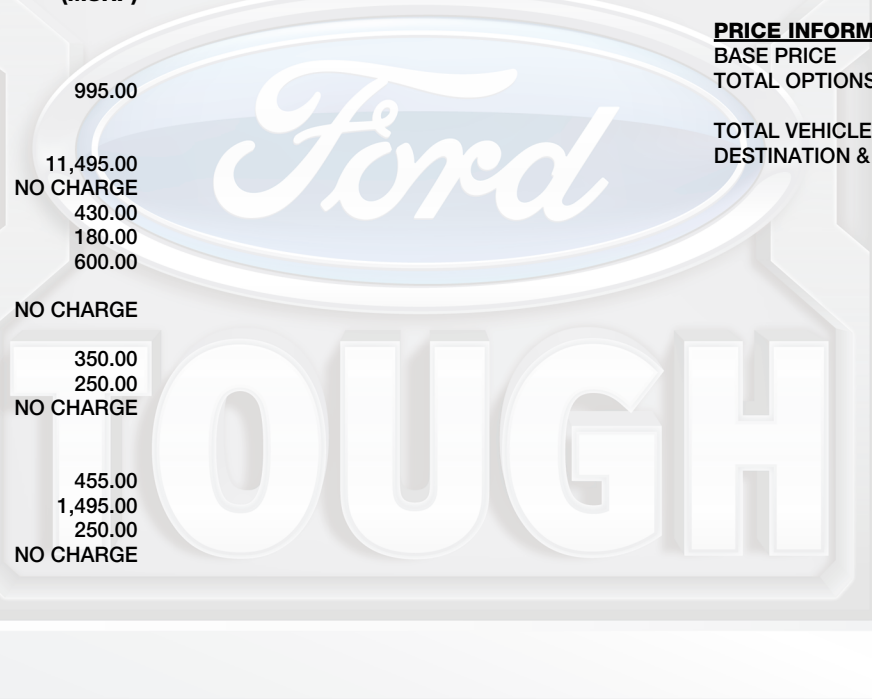 995.00
11,495.00
NO CHARGE
430.00
180.00
600.00
NO CHARGE
350.00
250.00
NO CHARGE
455.00
1,495.00
250.00
NO CHARGE
PRICE INFORM
BASE PRICE
TOTAL OPTIONS
TOTAL VEHICLE
DESTINATION &
Ford
TOUGH